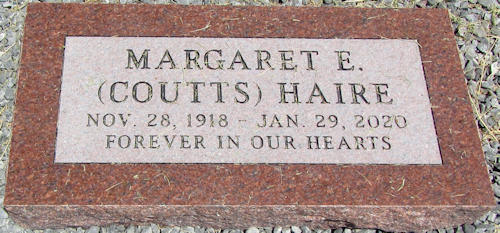 MARGARET E.
(COUTTS) HAIRE
NOV. 28, 1918 - JAN. 29, 2020
FOREVER IN OUR HEARTS